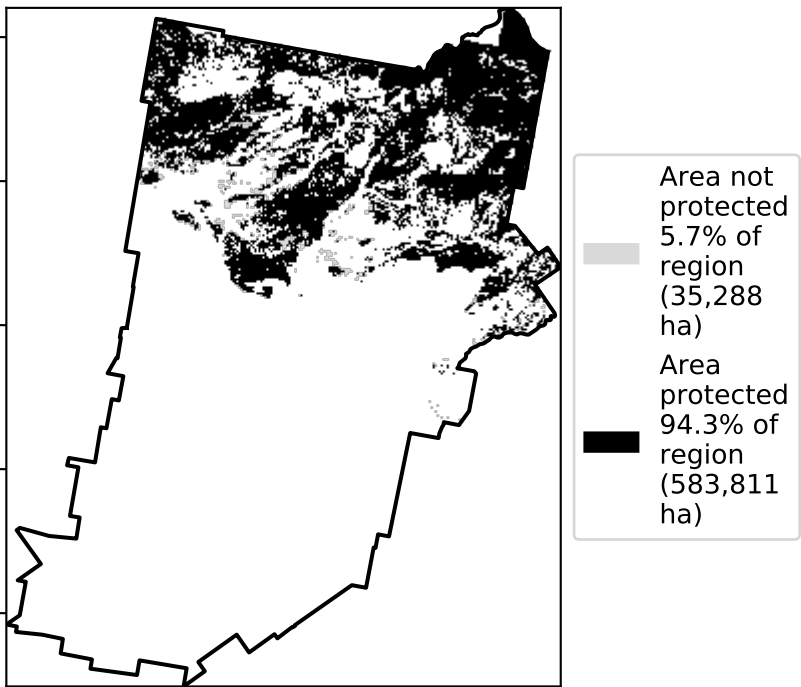 Area not
protected
5.7% of
region
(35,288
ha)
Area
protected
94.3% of
region
(583,811
ha)